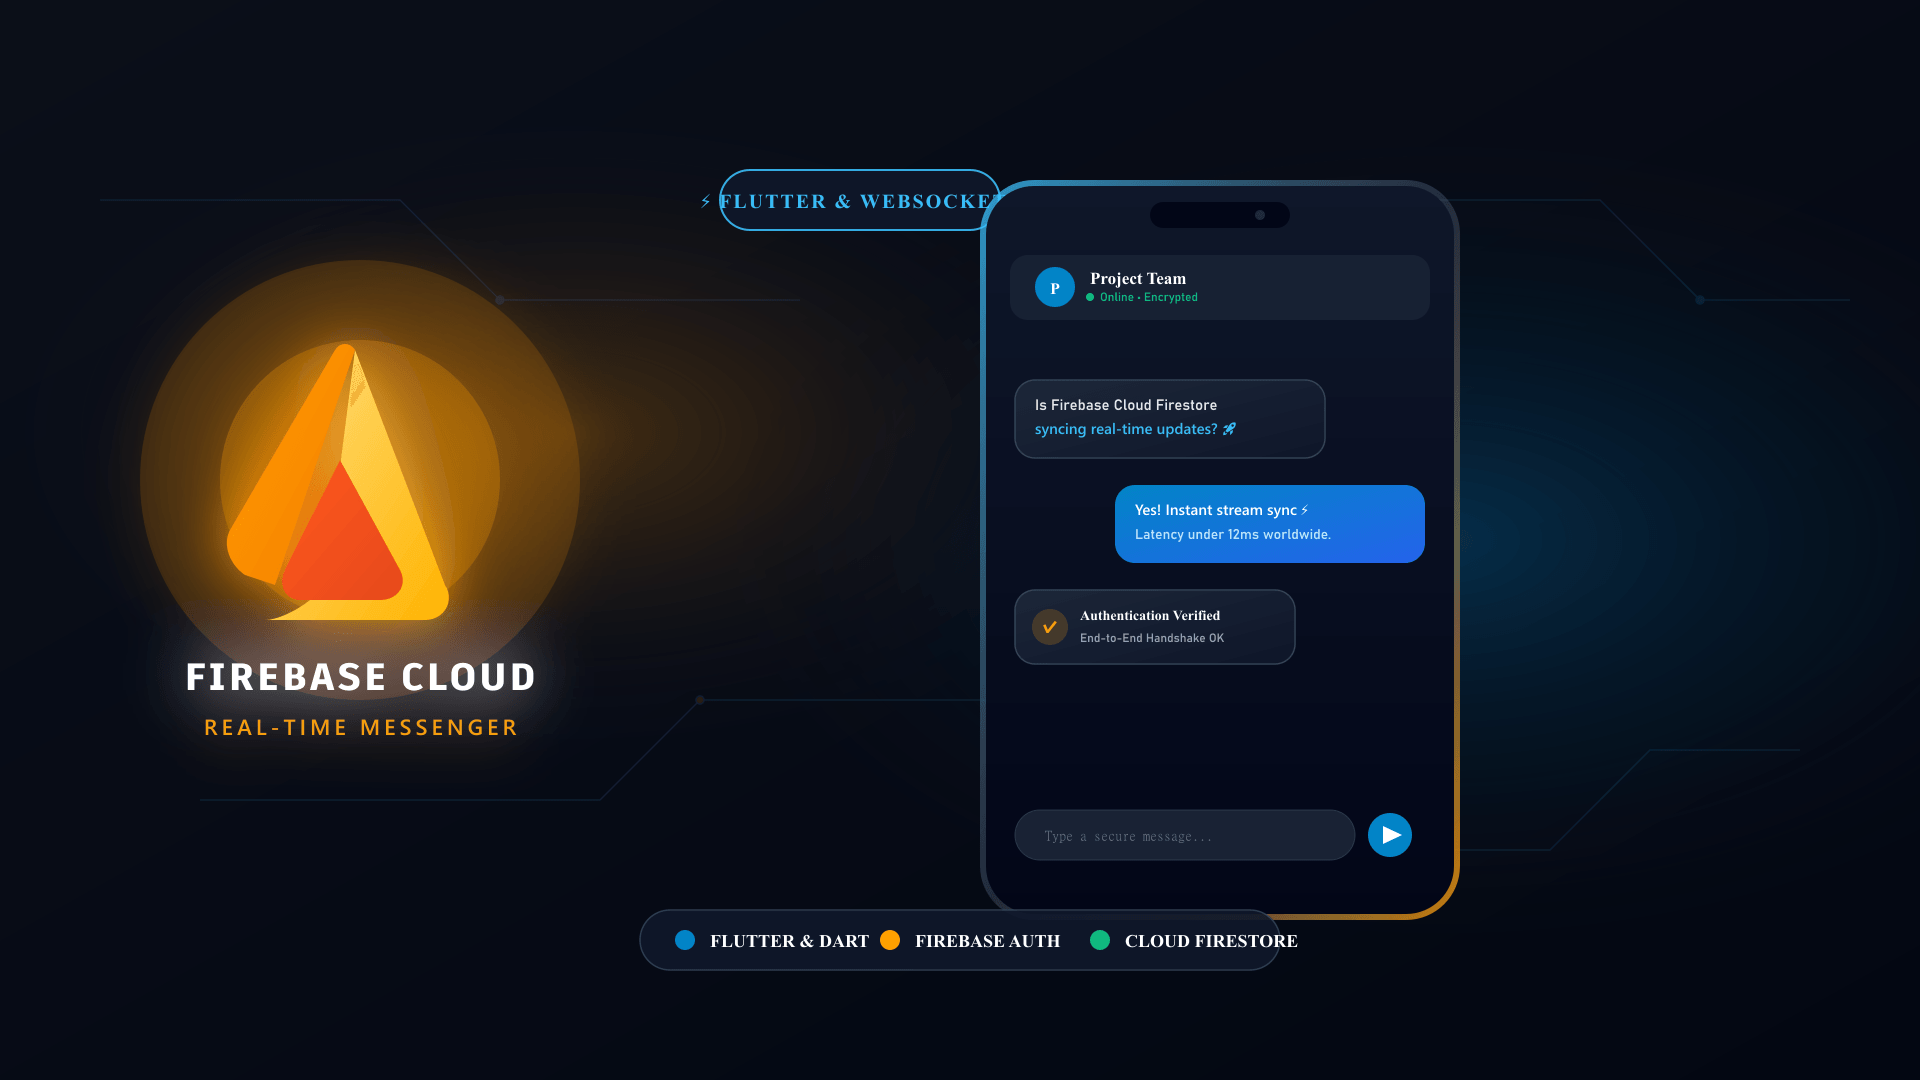 ⚡ FLUTTER & WEBSOCKET
P
Project Team
Online • Encrypted
Is Firebase Cloud Firestore
syncing real-time updates? 🚀
Yes! Instant stream sync ⚡
Latency under 12ms worldwide.
✓
Authentication Verified
End-to-End Handshake OK
FIREBASE CLOUD
REAL-TIME MESSENGER
Type a secure message...
FLUTTER & DART
FIREBASE AUTH
CLOUD FIRESTORE